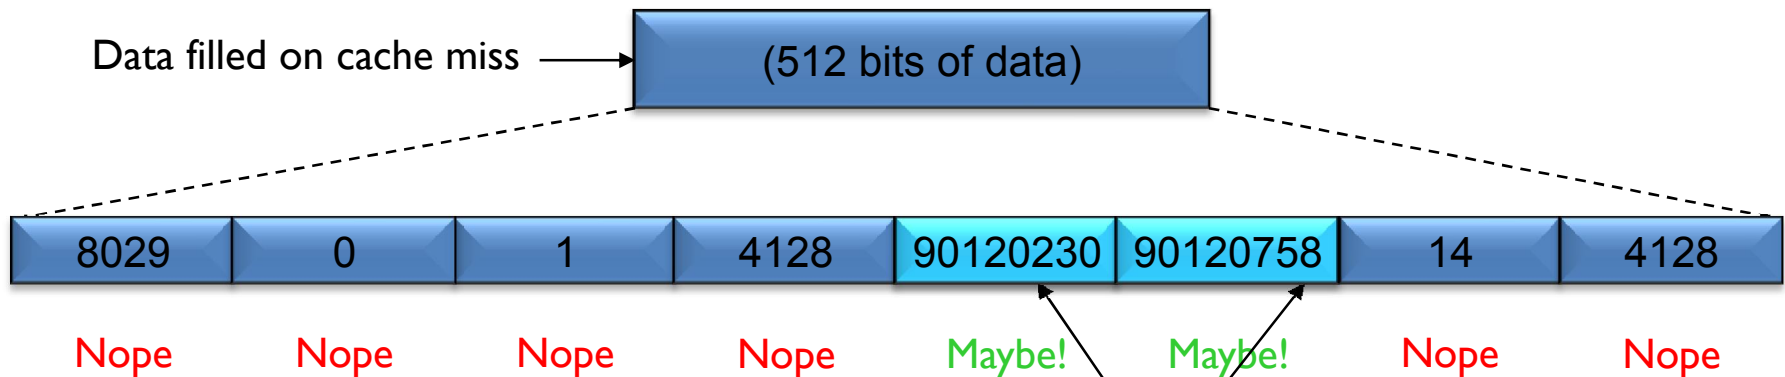 Data filled on cache miss
(512 bits of data)
8029 0 1 4128 90120230 90120758 14 4128
Nope Nope Nope Nope Maybe! Maybe! Nope Nope